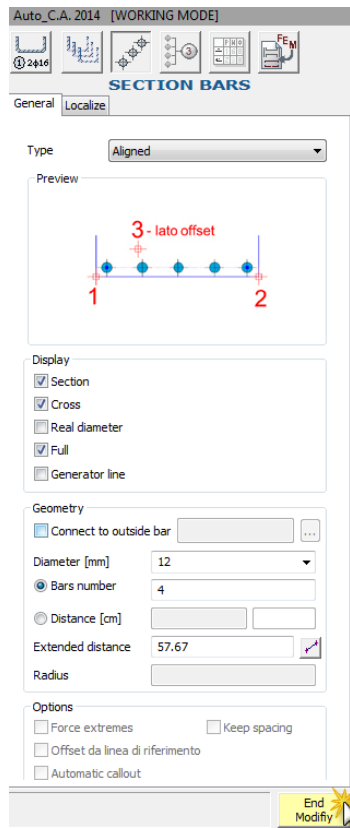 Auto_C.A. 2014 [WORKING MODE]
① 2ϕ16
③
FEM
SECTION BARS
General Localize
Type Aligned
Preview
3 - lato offset
1 2
Display
Section
Cross
Real diameter
Full
Generator line
Geometry
Connect to outside bar ...
Diameter [mm] 12
Bars number 4
Distance [cm]
Extended distance 57.67
Radius
Options
Force extremes Keep spacing
Offset da linea di riferimento
Automatic callout
End
Modifiy